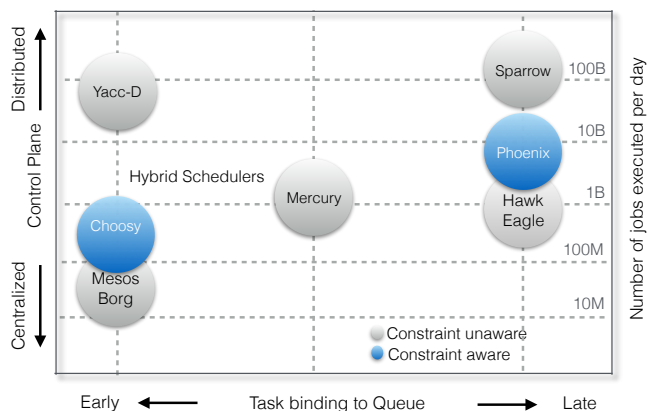 Distributed
Control Plane
Centralized
Yacc-D
Sparrow
100B
10B
Phoenix
Hybrid Schedulers
Mercury
Hawk
Eagle
1B
Choosy
100M
Mesos
Borg
10M
Constraint unaware
Constraint aware
Number of jobs executed per day
Early
Task binding to Queue
Late